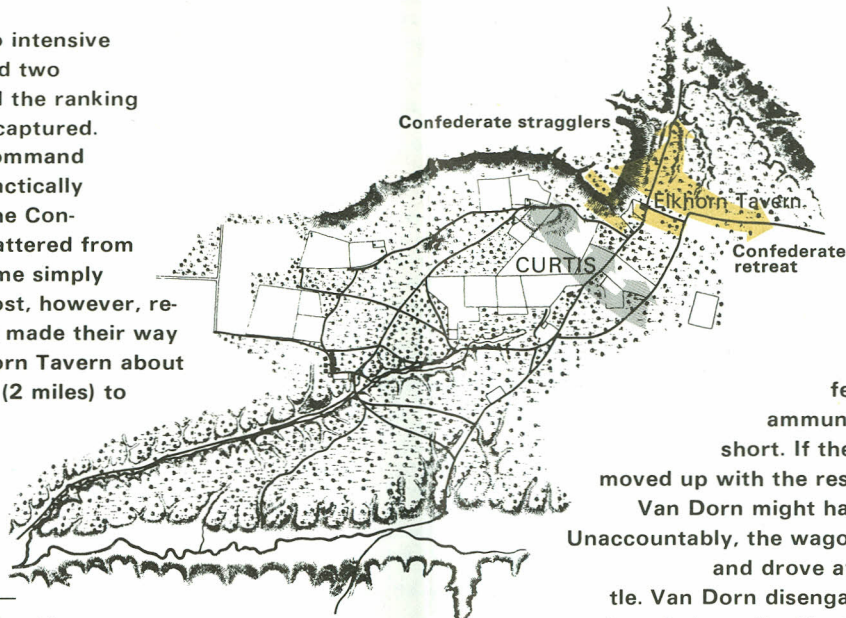 intensive
d two
the ranking
captured.
ommand
actically
ne Con-
attered from
me simply
ost, however, re-
made their way
orn Tavern about
(2 miles) to
Confederate stragglers
Elkhorn Tavern
CURTIS
Confederate
retreat
fe
ammun
short. If the
moved up with the res
Van Dorn might ha
Unaccountably, the wago
and drove a
tle. Van Dorn disenga